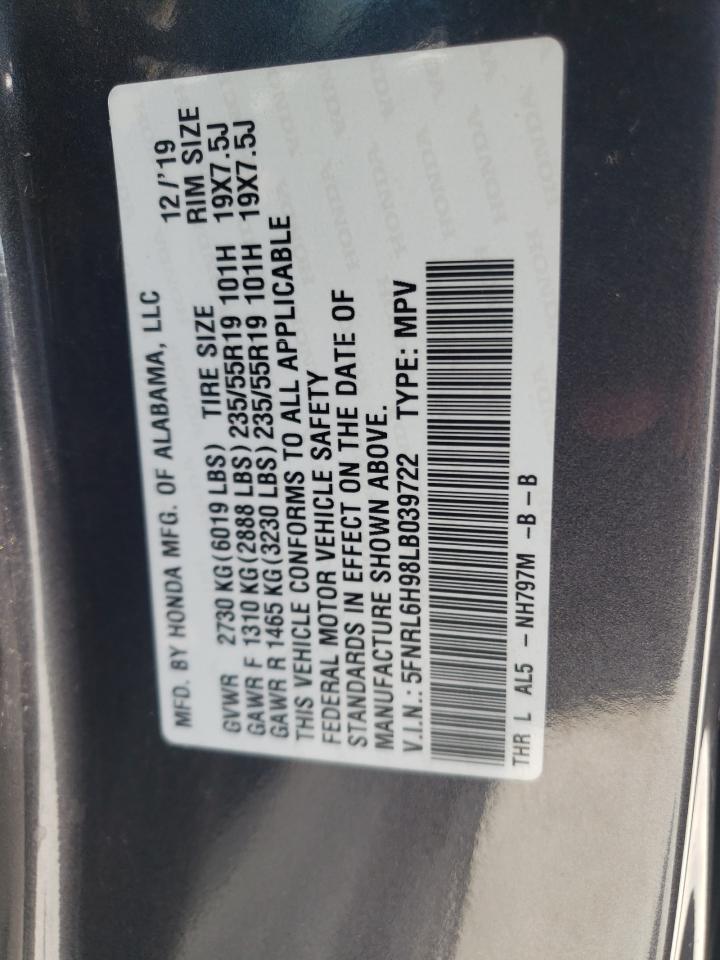 MFD. BY HONDA MFG. OF ALABAMA, LLC 12/'19
GVWR 2730 KG(6019 LBS) TIRE SIZE RIM SIZE
GAWR F 1310 KG(2888 LBS)235/55R19 101H 19X7.5J
GAWR R 1465 KG(3230 LBS)235/55R19 101H 19X7.5J
THIS VEHICLE CONFORMS TO ALL APPLICABLE
FEDERAL MOTOR VEHICLE SAFETY
STANDARDS IN EFFECT ON THE DATE OF
MANUFACTURE SHOWN ABOVE.
V.I.N.: 5FNRL6H98LB039722 TYPE: MPV
THR L AL5 - NH797M -B-B
HONDA HONDA HONDA